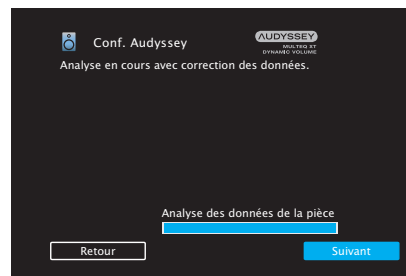 Conf. Audyssey
AUDYSSEY
MULTEQ XT
DYNAMIC VOLUME
Analyse en cours avec correction des données.
Analyse des données de la pièce
Retour
Suivant